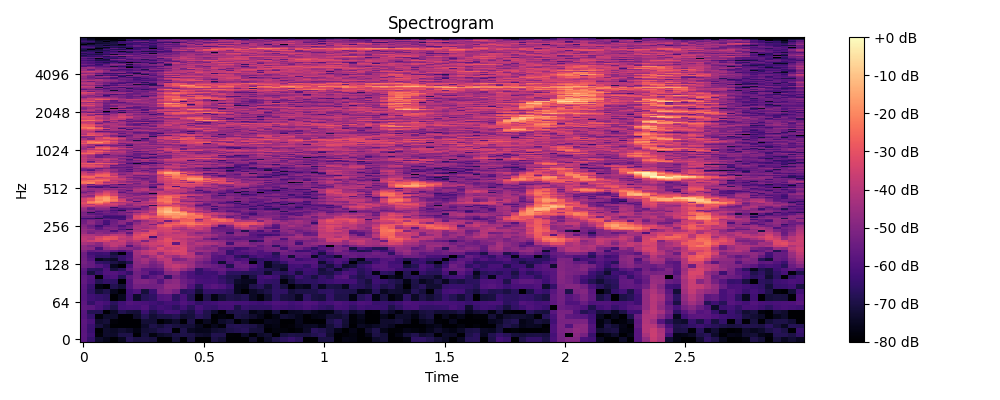 Spectrogram
Hz
4096
2048
1024
512
256
128
64
0
0
0.5
1
1.5
2
2.5
Time
+0 dB
-10 dB
-20 dB
-30 dB
-40 dB
-50 dB
-60 dB
-70 dB
-80 dB